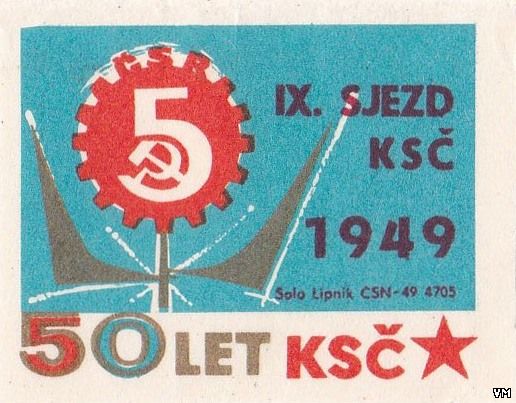 ČSR
5
IX. SJEZD
KSČ
1949
Solo Lipník ČSN-49 4705
50 LET KSČ
VM